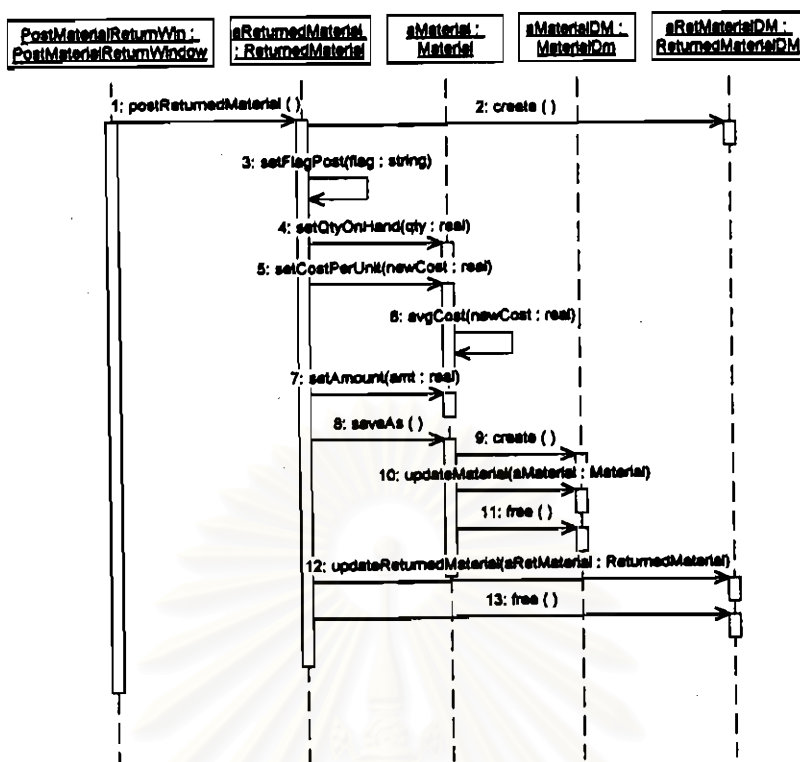 PostMaterialReturnWin :
PostMaterialReturnWindow
aReturnedMaterial
: ReturnedMaterial
aMaterial :
Material
aMaterialDM :
MaterialDm
aRetMaterialDM :
ReturnedMaterialDM
1: postReturnedMaterial ( )
2: create ( )
3: setFlagPost(flag : string)
4: setQtyOnHand(qty : real)
5: setCostPerUnit(newCost : real)
6: avgCost(newCost : real)
7: setAmount(amt : real)
8: saveAs ( )
9: create ( )
10: updateMaterial(aMaterial : Material)
11: free ( )
12: updateReturnedMaterial(aRetMaterial : ReturnedMaterial)
13: free ( )